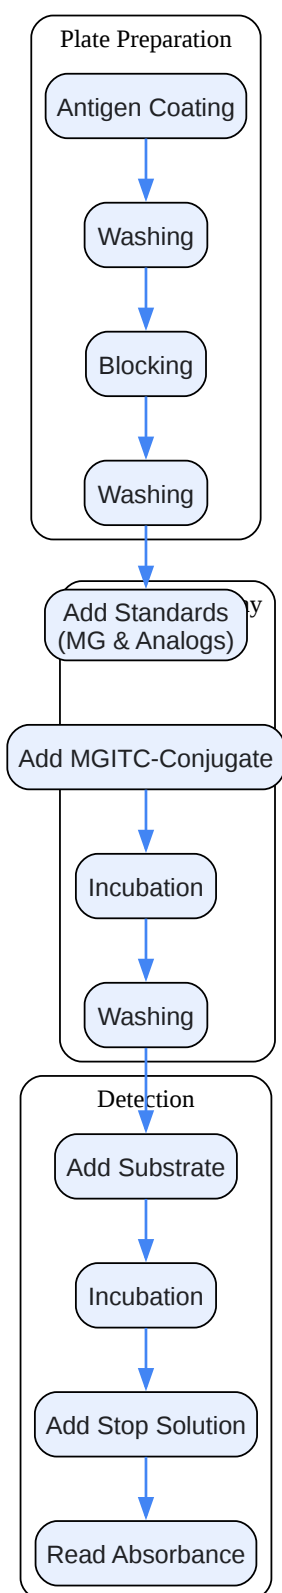 Plate Preparation
Antigen Coating
Washing
Blocking
Washing
Add Standards
(MG & Analogs)
Add MGITC-Conjugate
Incubation
Washing
Detection
Add Substrate
Incubation
Add Stop Solution
Read Absorbance